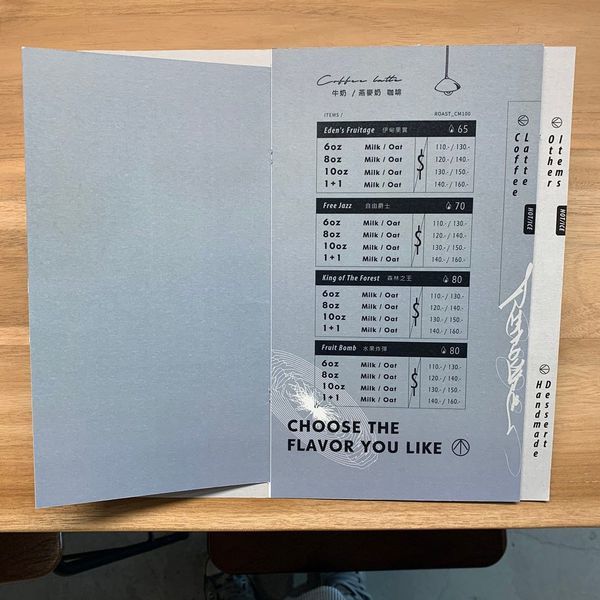 Coffee latte
牛奶 / 燕麥奶 咖啡
ITEMS / ROAST_CM100
Eden's Fruitage 伊甸果實 65
6oz Milk / Oat 110.- / 130.-
8oz Milk / Oat 120.- / 140.-
10oz Milk / Oat 130.- / 150.-
1+1 Milk / Oat 140.- / 160.-
$
Free Jazz 自由爵士 70
6oz Milk / Oat 110.- / 130.-
8oz Milk / Oat 120.- / 140.-
10oz Milk / Oat 130.- / 150.-
1+1 Milk / Oat 140.- / 160.-
$
King of The Forest 森林之王 80
6oz Milk / Oat 110.- / 130.-
8oz Milk / Oat 120.- / 140.-
10oz Milk / Oat 130.- / 150.-
1+1 Milk / Oat 140.- / 160.-
$
Fruit Bomb 水果炸彈 80
6oz Milk / Oat 110.- / 130.-
8oz Milk / Oat 120.- / 140.-
10oz Milk / Oat 130.- / 150.-
1+1 Milk / Oat 140.- / 160.-
$
CHOOSE THE
FLAVOR YOU LIKE
Latte
Coffee
NOTICE
Items
Other
NOTICE
Dessert
Handmade